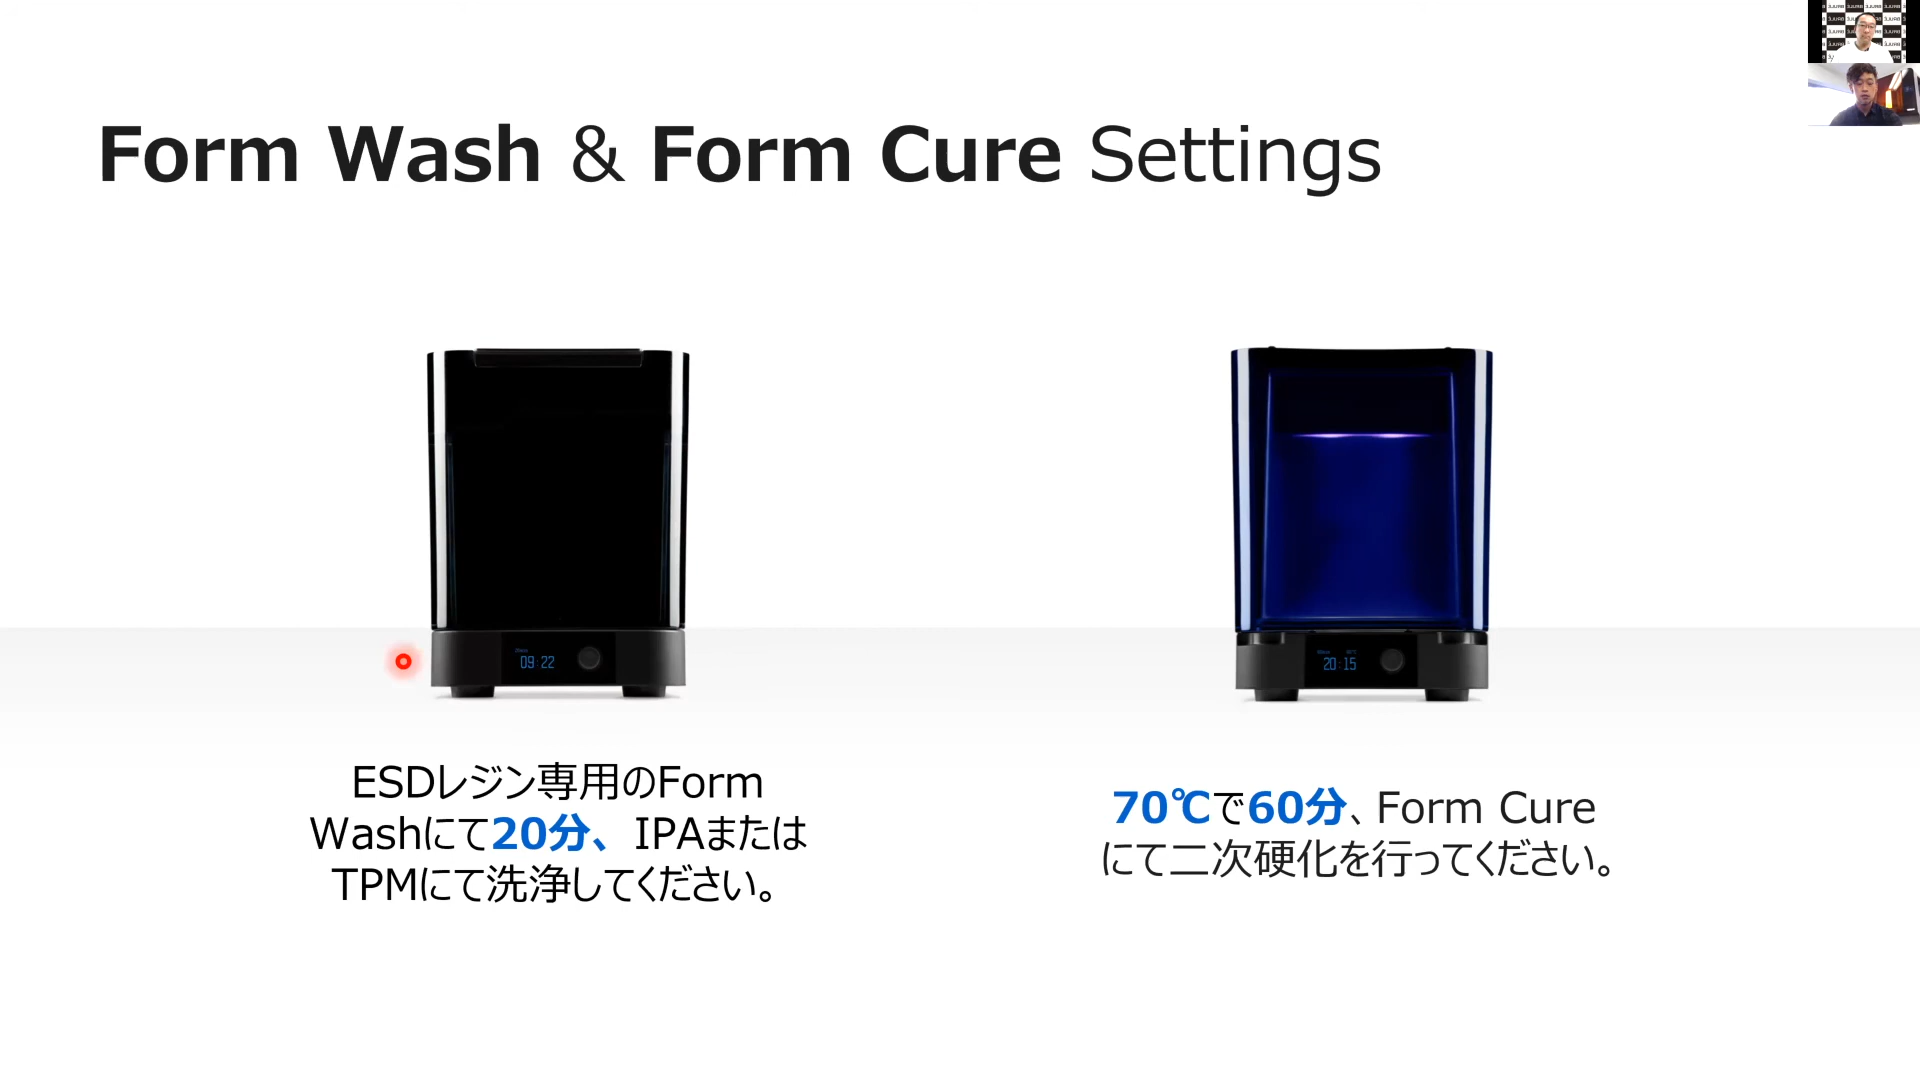 Form Wash & Form Cure Settings
09:22
20:15
ESDレジン専用のForm
Washにて20分、IPAまたは
TPMにて洗浄してください。
70℃で60分、Form Cure
にて二次硬化を行ってください。